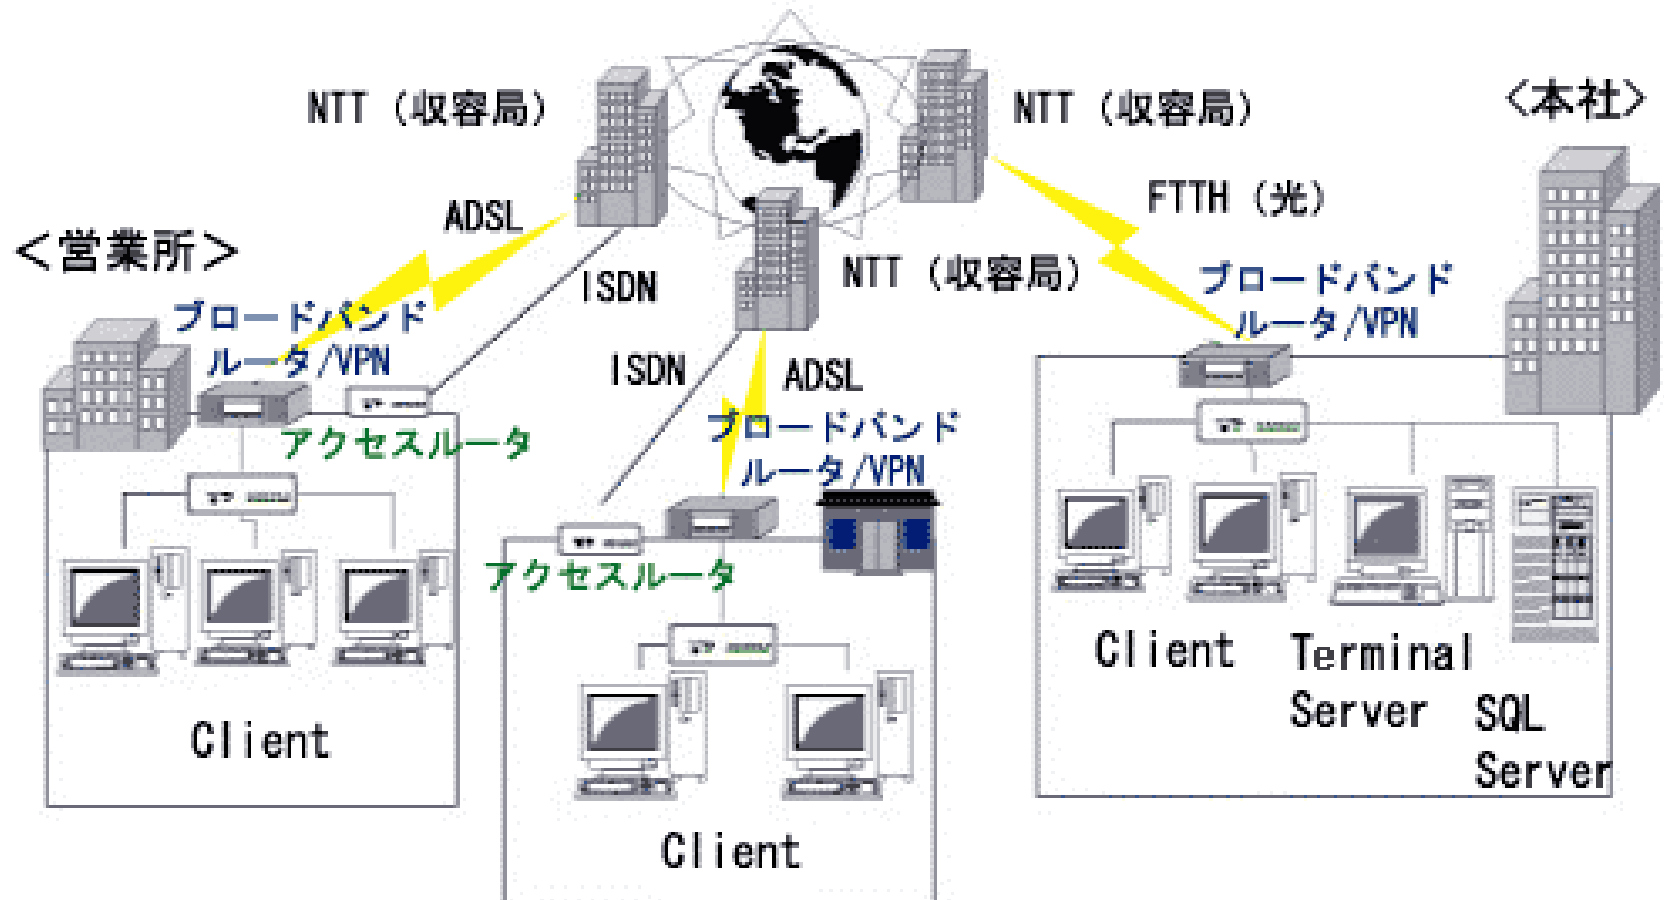 NTT（収容局）
NTT（収容局）
＜本社＞
ADSL
FTTH（光）
＜営業所＞
ISDN
NTT（収容局）
ブロードバンド
ルータ/VPN
ブロードバンド
ルータ/VPN
ISDN
ADSL
アクセスルータ
ブロードバンド
ルータ/VPN
アクセスルータ
Client
Terminal
Server
SQL
Server
Client
Client